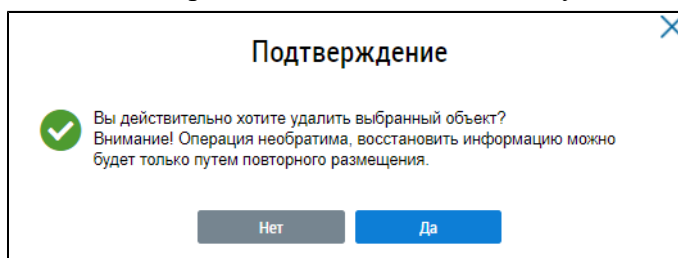 Подтверждение
Вы действительно хотите удалить выбранный объект?
Внимание! Операция необратима, восстановить информацию можно
будет только путем повторного размещения.
Нет Да